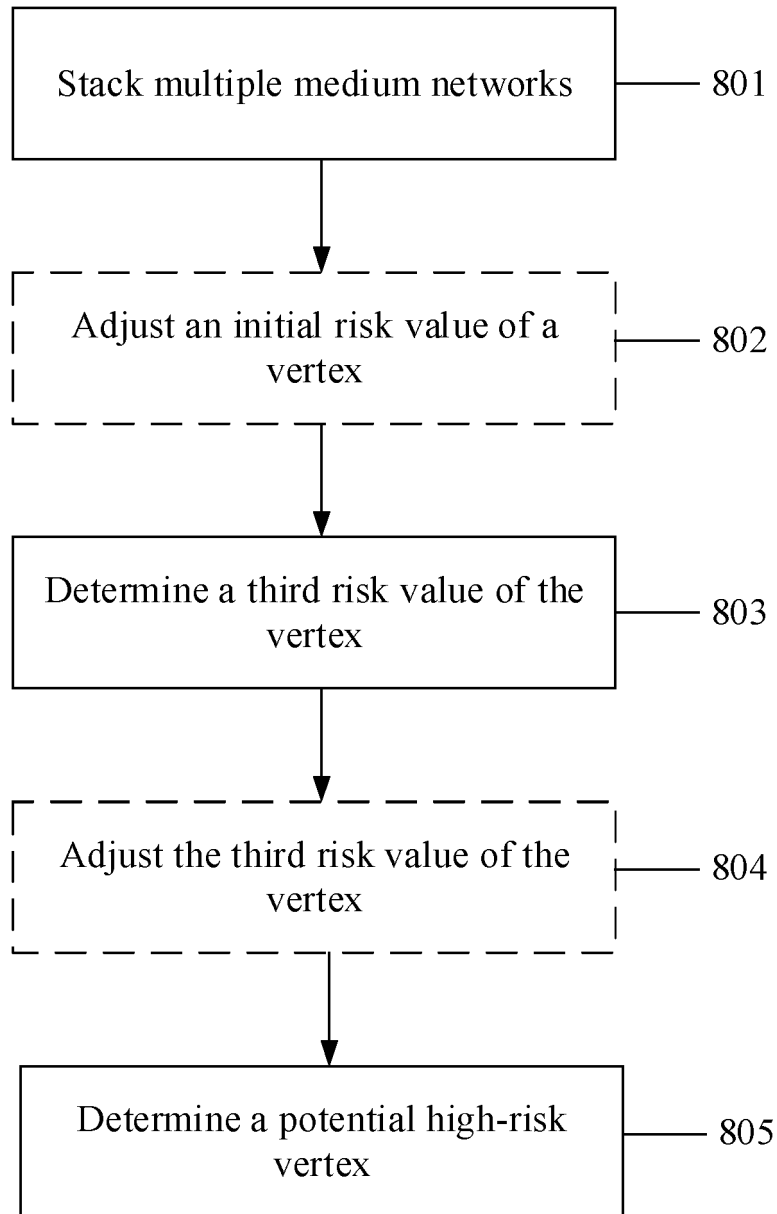 Stack multiple medium networks
801
Adjust an initial risk value of a
vertex
802
Determine a third risk value of the
vertex
803
Adjust the third risk value of the
vertex
804
Determine a potential high-risk
vertex
805